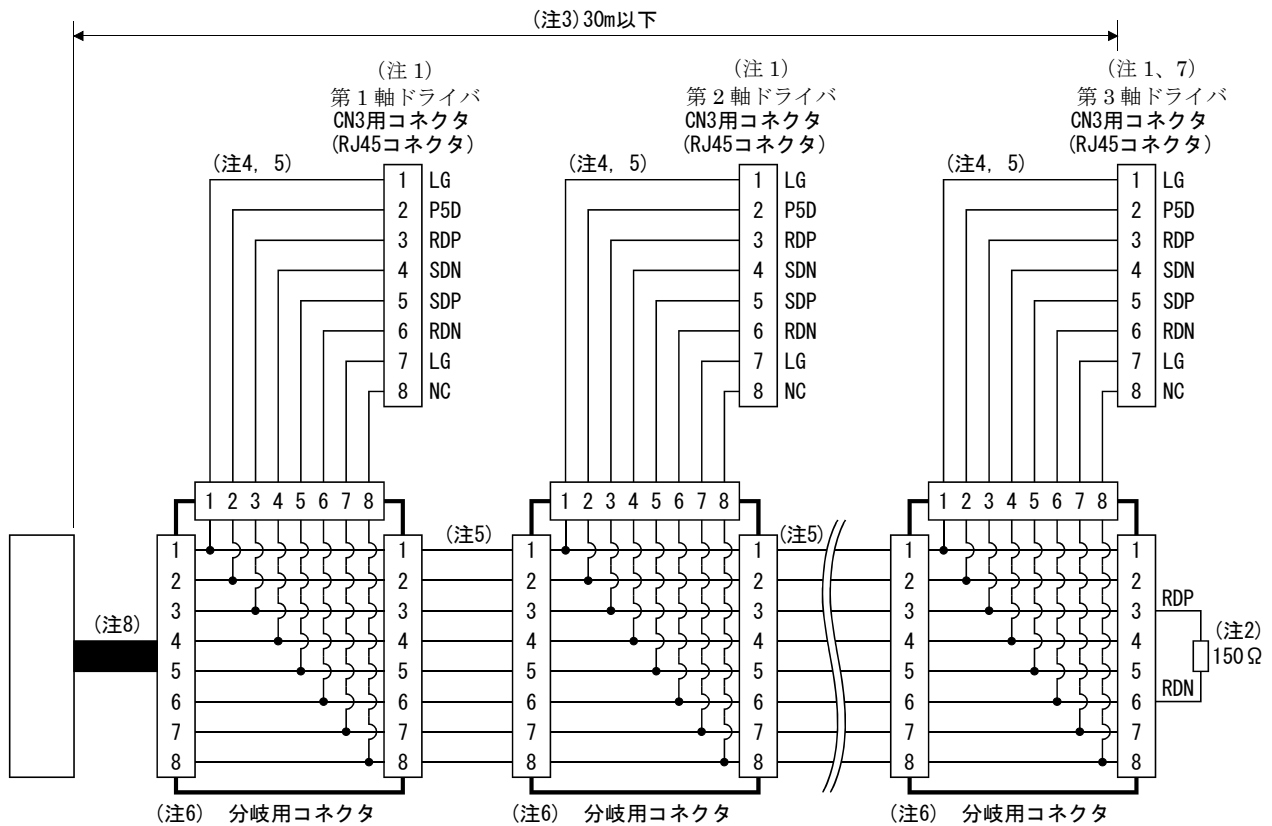 (注3)30m以下
(注 1)
第 1 軸ドライバ
CN3用コネクタ
(RJ45コネクタ)
(注4, 5)
1 LG
2 P5D
3 RDP
4 SDN
5 SDP
6 RDN
7 LG
8 NC
(注 1)
第 2 軸ドライバ
CN3用コネクタ
(RJ45コネクタ)
(注4, 5)
1 LG
2 P5D
3 RDP
4 SDN
5 SDP
6 RDN
7 LG
8 NC
(注 1、7)
第 3 軸ドライバ
CN3用コネクタ
(RJ45コネクタ)
(注4, 5)
1 LG
2 P5D
3 RDP
4 SDN
5 SDP
6 RDN
7 LG
8 NC
1 2 3 4 5 6 7 8
1 2 3 4 5 6 7 8
1 2 3 4 5 6 7 8
(注8)
1 1
2 2
3 3
4 4
5 5
6 6
7 7
8 8
(注5)
1 1
2 2
3 3
4 4
5 5
6 6
7 7
8 8
(注5)
1 1
2 2
3 3
4 4
5 5
6 6
7 7
8 8
RDP
(注2)
150Ω
RDN
(注6) 分岐用コネクタ
(注6) 分岐用コネクタ
(注6) 分岐用コネクタ